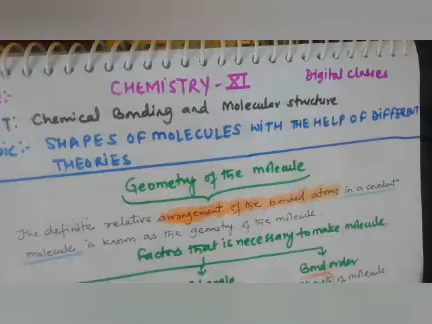 CHEMISTRY - XI
Digital Classes
T: Chemical Bonding and Molecular structure
PIC:- SHAPES OF MOLECULES WITH THE HELP OF DIFFERENT
THEORIES
Geometry of the molecule
The definite relative arrangement of the bonded atoms in a covalent
molecule is known as the geometry of the molecule.
Factors that is necessary to make molecule
Bond order
molecule